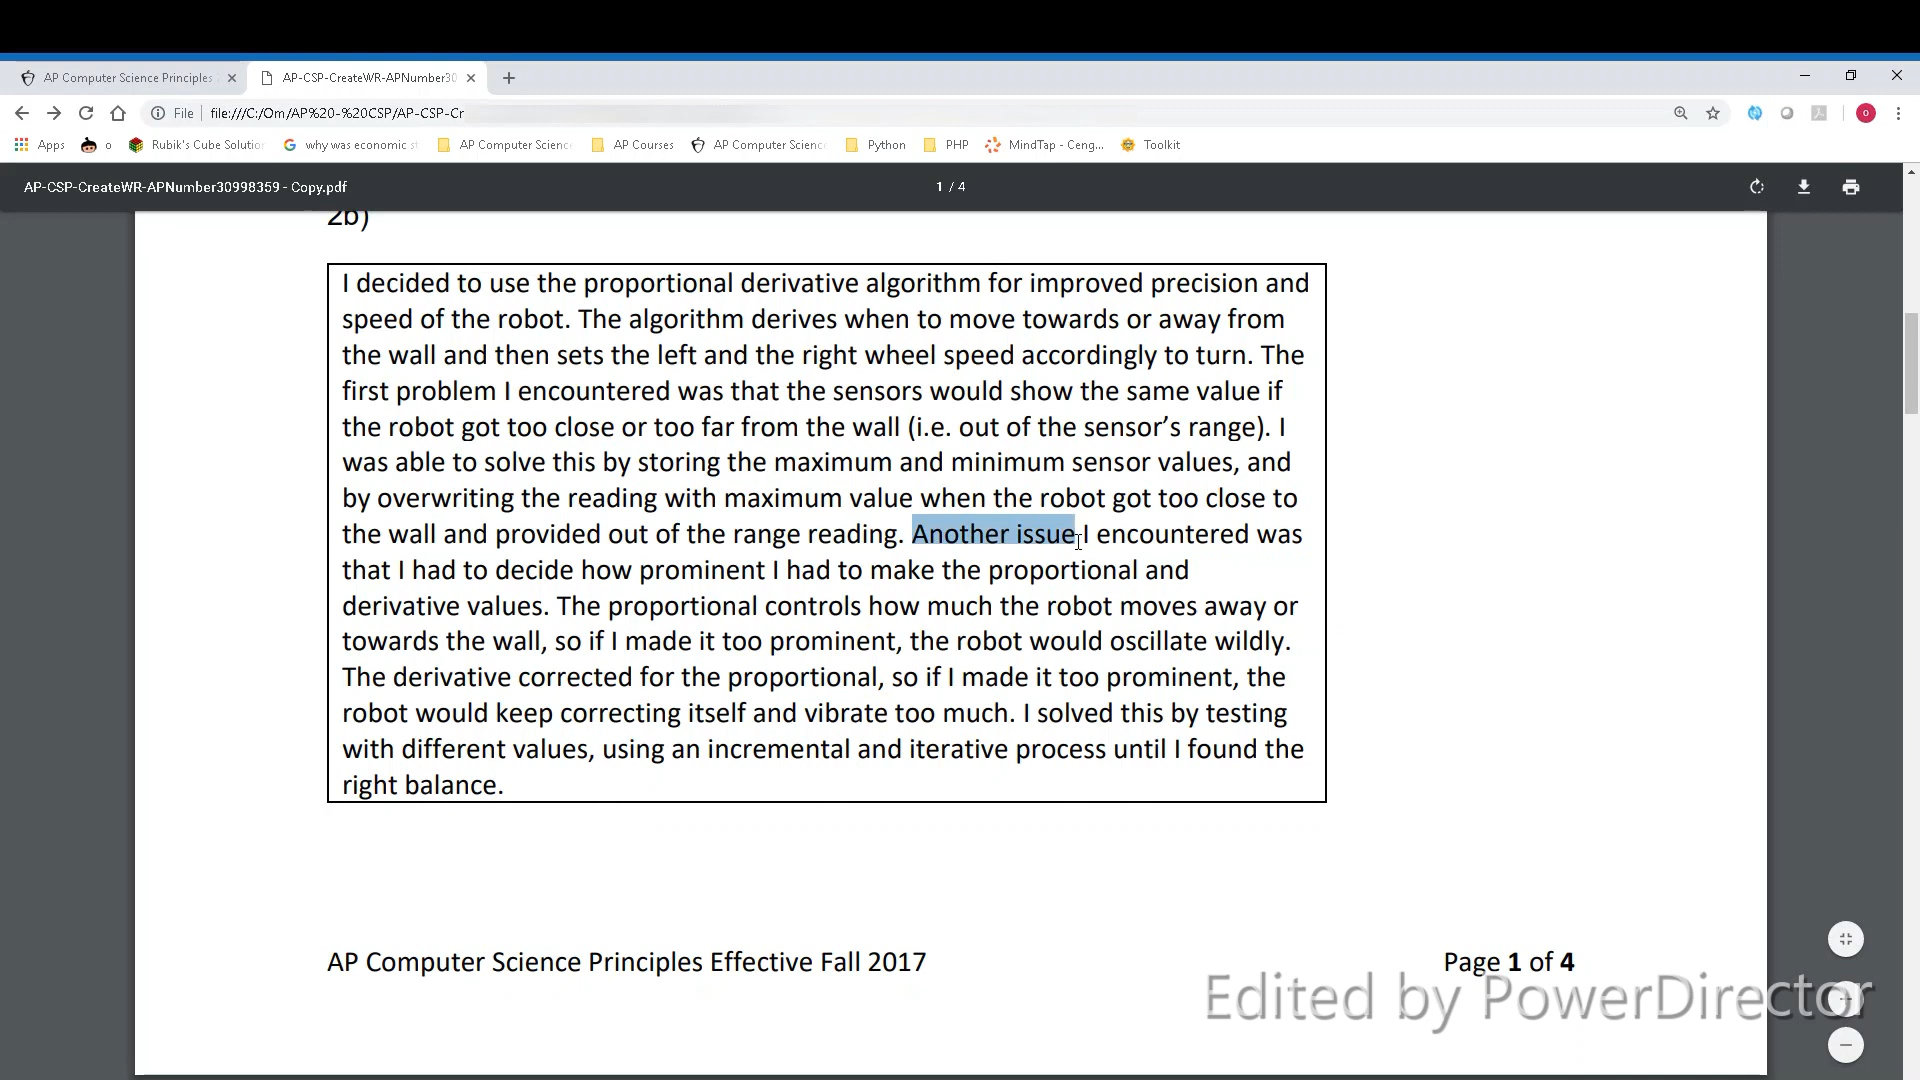 AP Computer Science Principles
AP-CSP-CreateWR-APNumber30
File
file:///C:/Om/AP%20-%20CSP/AP-CSP-Cr
Apps
o
Rubik's Cube Solution
why was economic st
AP Computer Science
AP Courses
AP Computer Science
Python
PHP
MindTap - Ceng...
Toolkit
AP-CSP-CreateWR-APNumber30998359 - Copy.pdf
1 / 4
2b)
I decided to use the proportional derivative algorithm for improved precision and
speed of the robot. The algorithm derives when to move towards or away from
the wall and then sets the left and the right wheel speed accordingly to turn. The
first problem I encountered was that the sensors would show the same value if
the robot got too close or too far from the wall (i.e. out of the sensor’s range). I
was able to solve this by storing the maximum and minimum sensor values, and
by overwriting the reading with maximum value when the robot got too close to
the wall and provided out of the range reading. Another issue I encountered was
that I had to decide how prominent I had to make the proportional and
derivative values. The proportional controls how much the robot moves away or
towards the wall, so if I made it too prominent, the robot would oscillate wildly.
The derivative corrected for the proportional, so if I made it too prominent, the
robot would keep correcting itself and vibrate too much. I solved this by testing
with different values, using an incremental and iterative process until I found the
right balance.
AP Computer Science Principles Effective Fall 2017
Page 1 of 4
Edited by PowerDirector